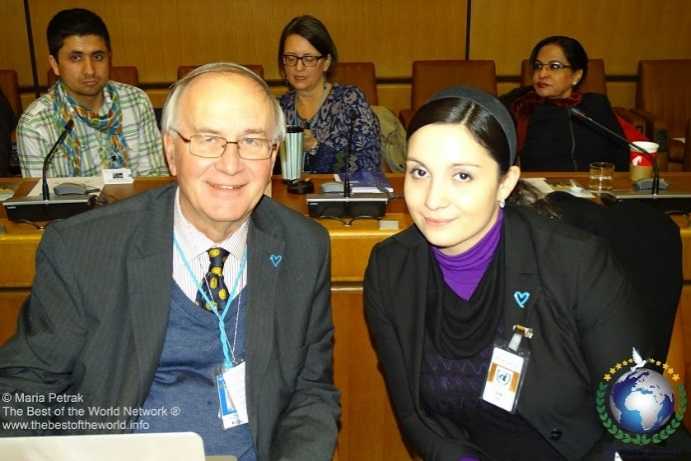 © Maria Petrak
The Best of the World Network ®
www.thebestoftheworld.info